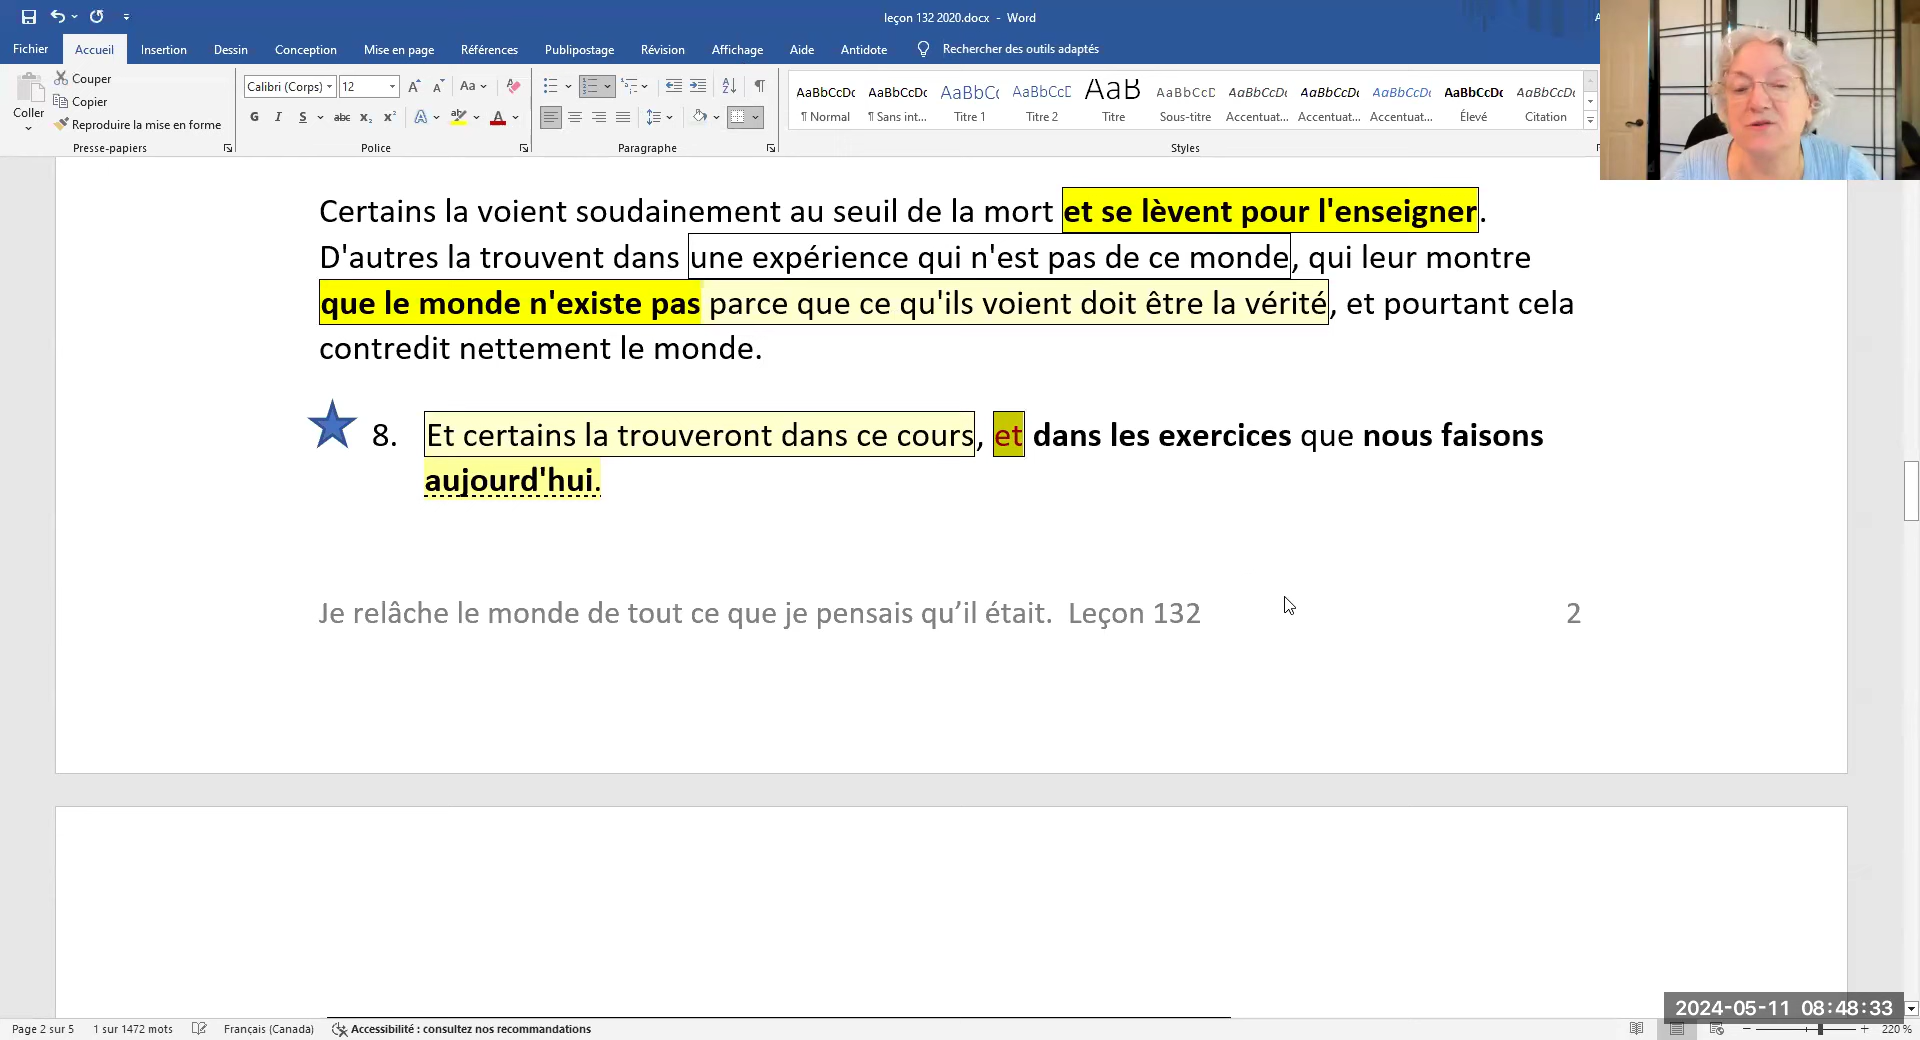 leçon 132 2020.docx - Word
Fichier Accueil Insertion Dessin Conception Mise en page Références Publipostage Révision Affichage Aide Antidote Rechercher des outils adaptés
Coller
Couper
Copier
Reproduire la mise en forme
Presse-papiers
Calibri (Corps) 12
Aa
G I S abc x₂ x² A A
Police
Paragraphe
AaBbCcDc AaBbCcDc AaBbCc AaBbCcD AaB AaBbCcD AaBbCcDc AaBbCcDc AaBbCcDc AaBbCcDc AaBbCcDc
¶ Normal ¶ Sans int... Titre 1 Titre 2 Titre Sous-titre Accentuat... Accentuat... Accentuat... Élevé Citation
Styles
Certains la voient soudainement au seuil de la mort et se lèvent pour l'enseigner.
D'autres la trouvent dans une expérience qui n'est pas de ce monde, qui leur montre
que le monde n'existe pas parce que ce qu'ils voient doit être la vérité, et pourtant cela
contredit nettement le monde.
8. Et certains la trouveront dans ce cours, et dans les exercices que nous faisons
aujourd'hui.
Je relâche le monde de tout ce que je pensais qu’il était. Leçon 132 2
2024-05-11 08:48:33
Page 2 sur 5 1 sur 1472 mots Français (Canada) Accessibilité : consultez nos recommandations 220 %